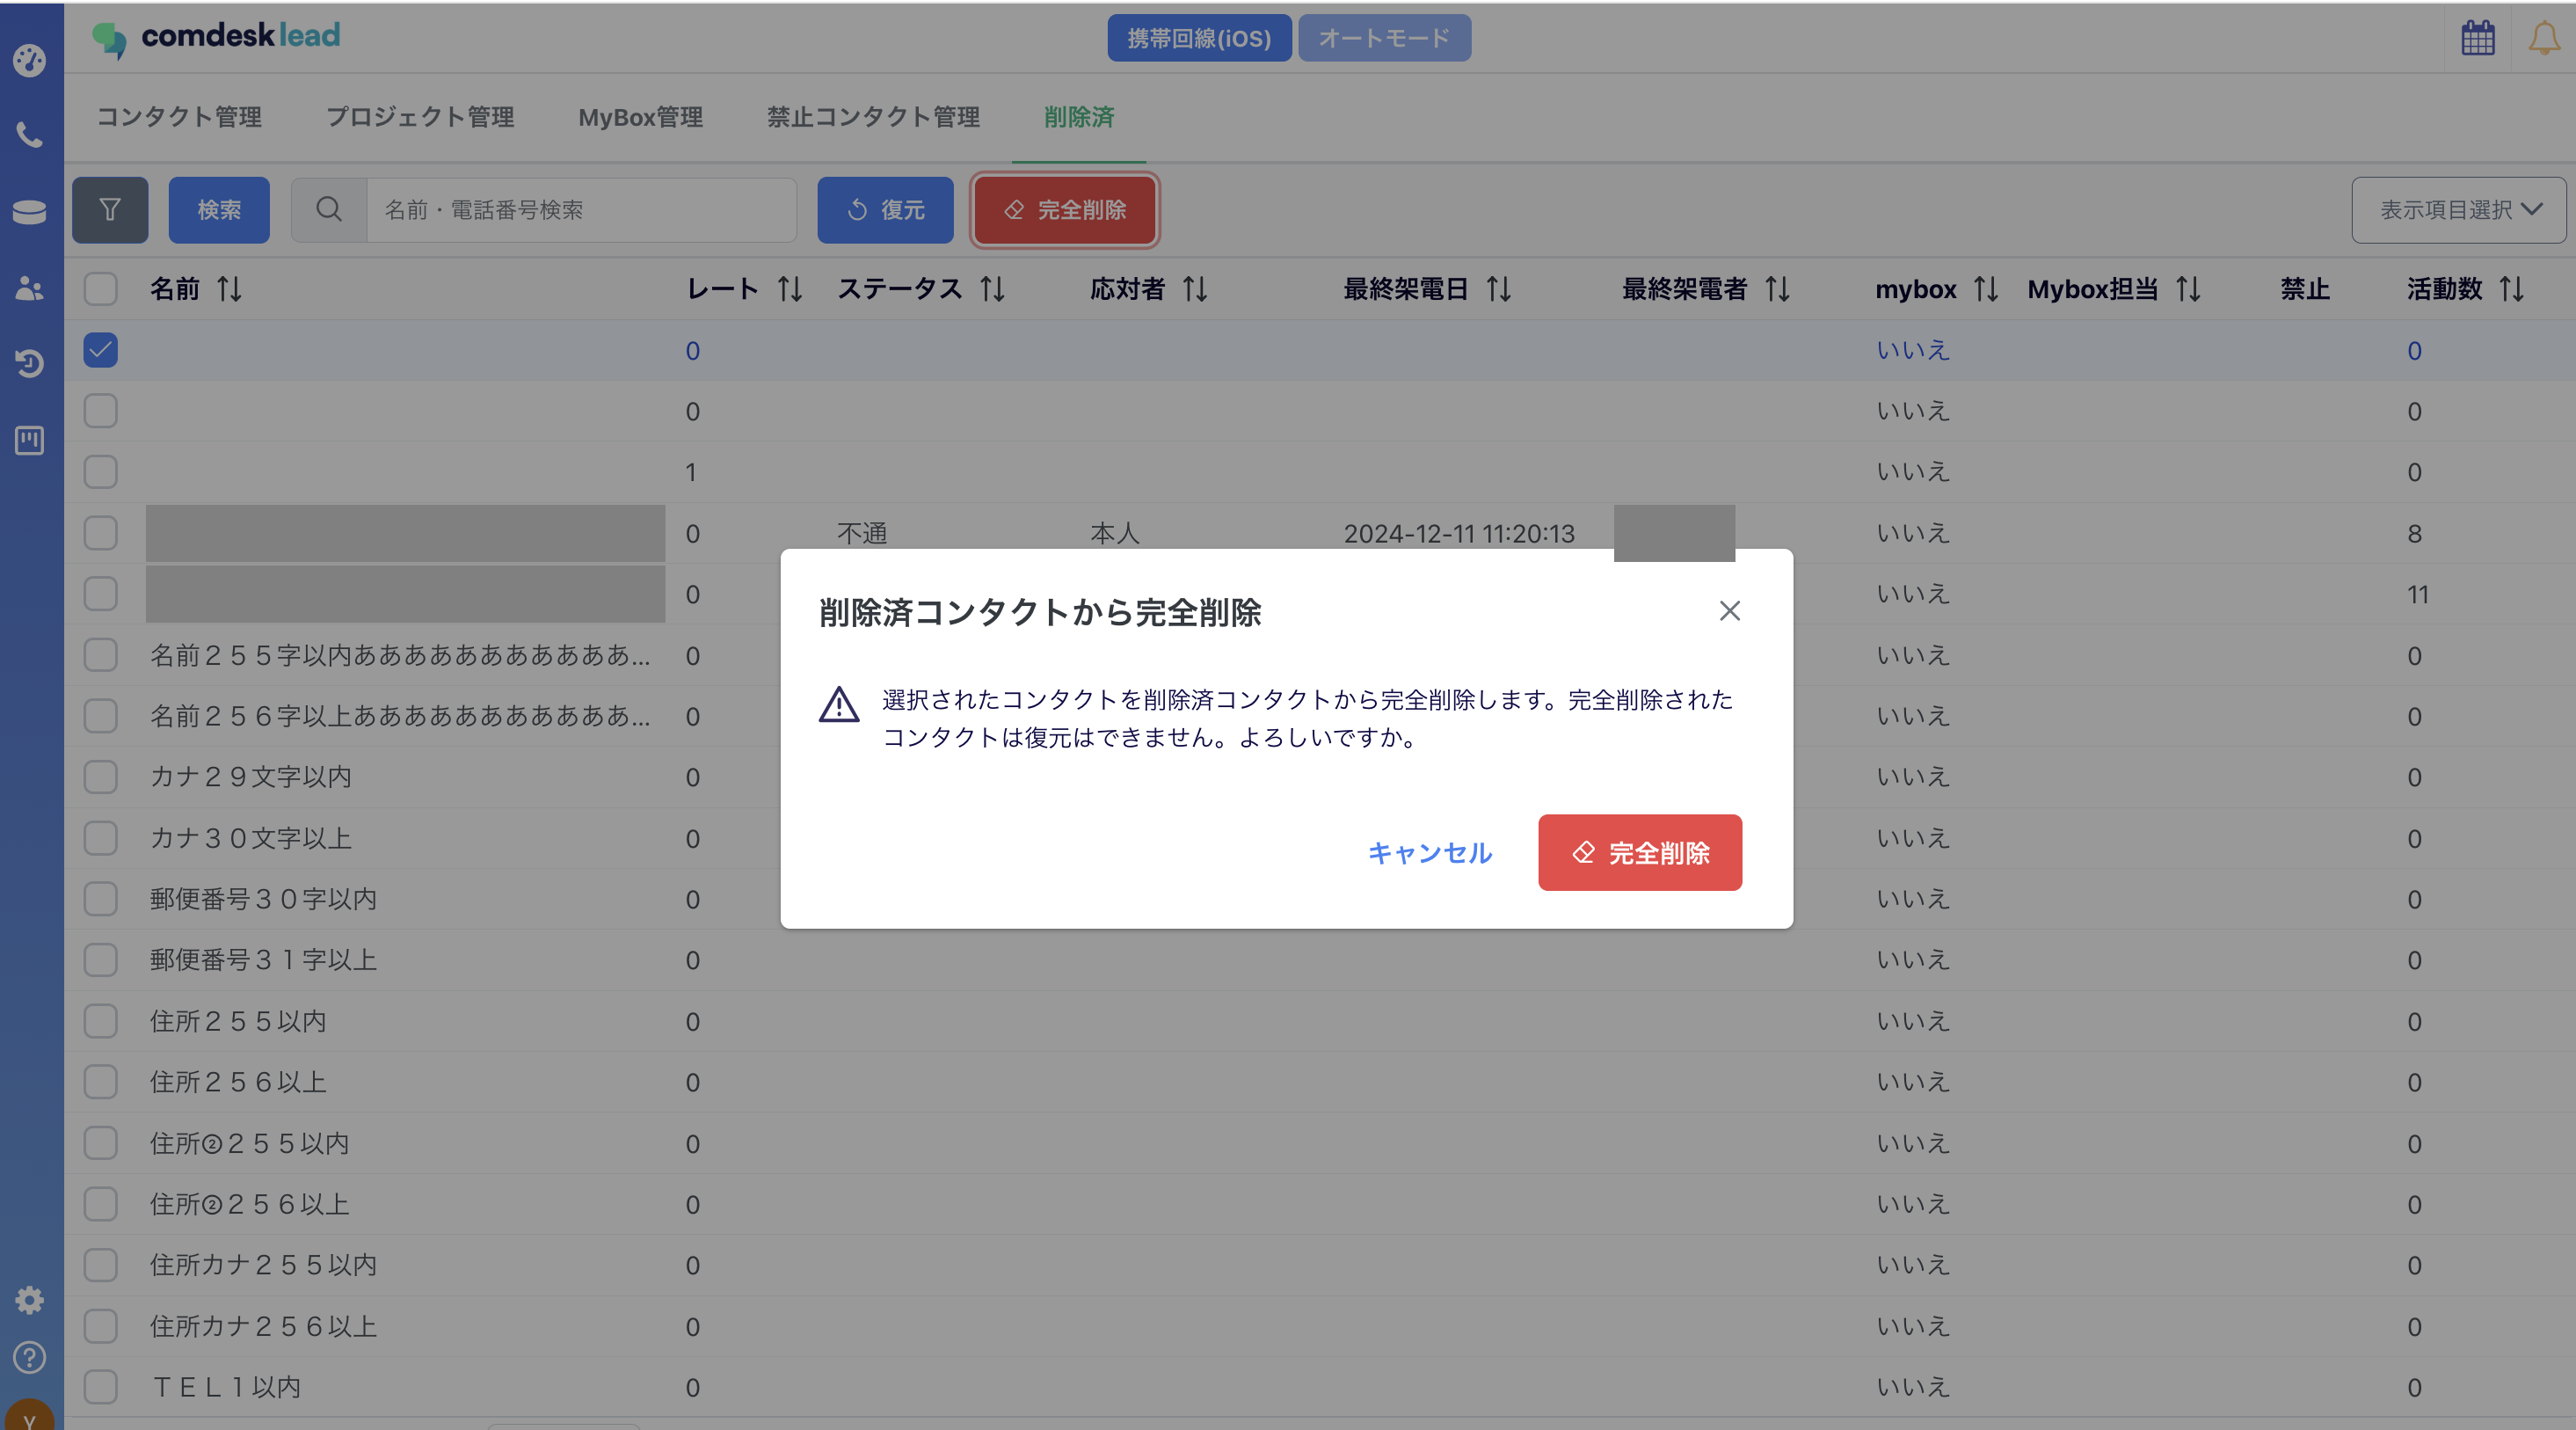 comdesk lead
携帯回線(iOS) オートモード
コンタクト管理 プロジェクト管理 MyBox管理 禁止コンタクト管理 削除済
検索 名前・電話番号検索 復元 完全削除 表示項目選択
名前 レート ステータス 応対者 最終架電日 最終架電者 mybox Mybox担当 禁止 活動数
0 いいえ 0
0 いいえ 0
1 いいえ 0
0 不通 本人 2024-12-11 11:20:13 いいえ 8
0 いいえ 11
名前２５５字以内あああああああああああ... 0 いいえ 0
名前２５６字以上あああああああああああ... 0 いいえ 0
カナ２９文字以内 0 いいえ 0
カナ３０文字以上 0 いいえ 0
郵便番号３０字以内 0 いいえ 0
郵便番号３１字以上 0 いいえ 0
住所２５５以内 0 いいえ 0
住所２５６以上 0 いいえ 0
住所②２５５以内 0 いいえ 0
住所②２５６以上 0 いいえ 0
住所カナ２５５以内 0 いいえ 0
住所カナ２５６以上 0 いいえ 0
ＴＥＬ１以内 0 いいえ 0
Y
削除済コンタクトから完全削除
選択されたコンタクトを削除済コンタクトから完全削除します。完全削除された
コンタクトは復元はできません。よろしいですか。
キャンセル 完全削除